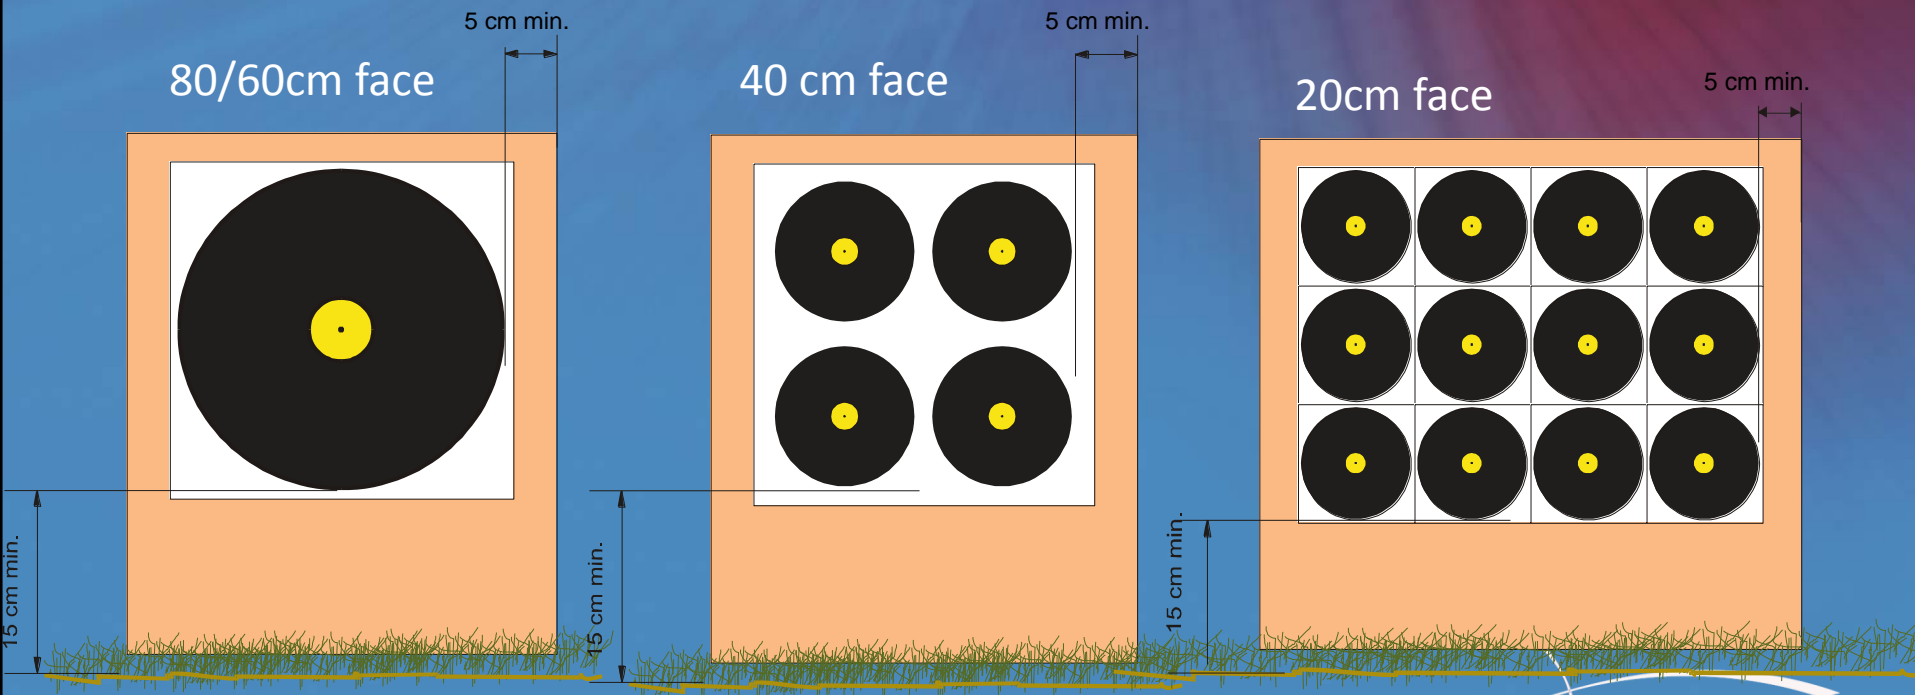 5 cm min.
80/60cm face
15 cm min.
5 cm min.
40 cm face
15 cm min.
5 cm min.
20cm face
15 cm min.